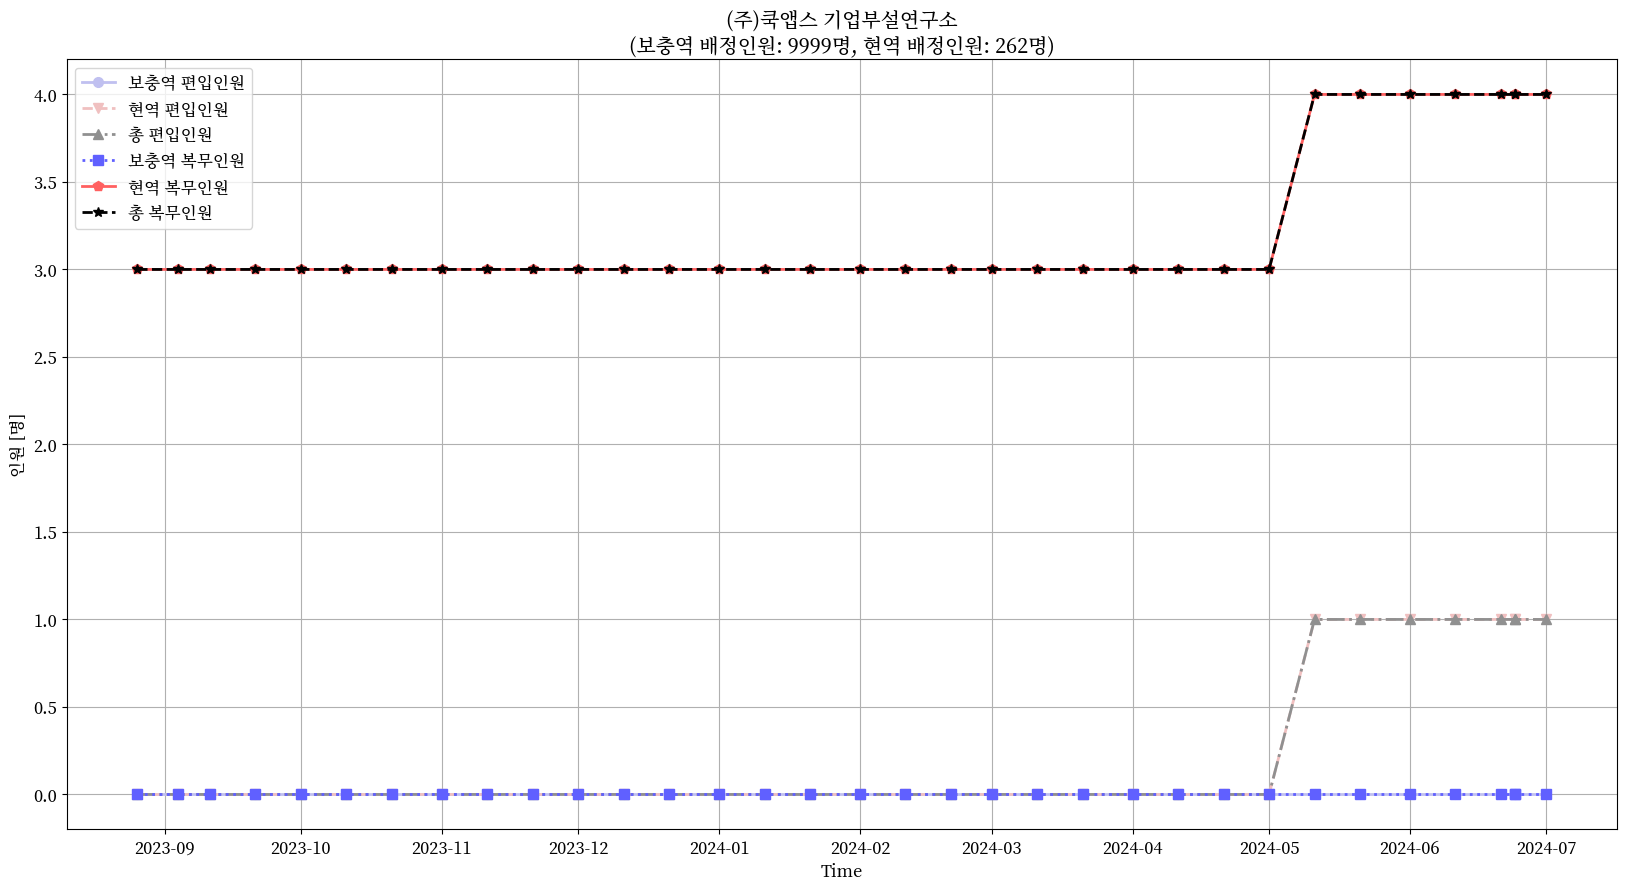 (주)쿡앱스 기업부설연구소
(보충역 배정인원: 9999명, 현역 배정인원: 262명)
보충역 편입인원
현역 편입인원
총 편입인원
보충역 복무인원
현역 복무인원
총 복무인원
4.0
3.5
3.0
2.5
2.0
1.5
1.0
0.5
0.0
인원 [명]
2023-09 2023-10 2023-11 2023-12 2024-01 2024-02 2024-03 2024-04 2024-05 2024-06 2024-07
Time